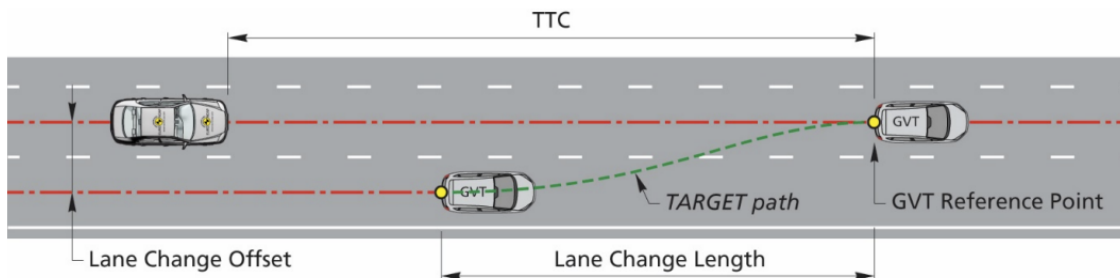 TTC
GVT
GVT
TARGET path
GVT Reference Point
Lane Change Offset
Lane Change Length